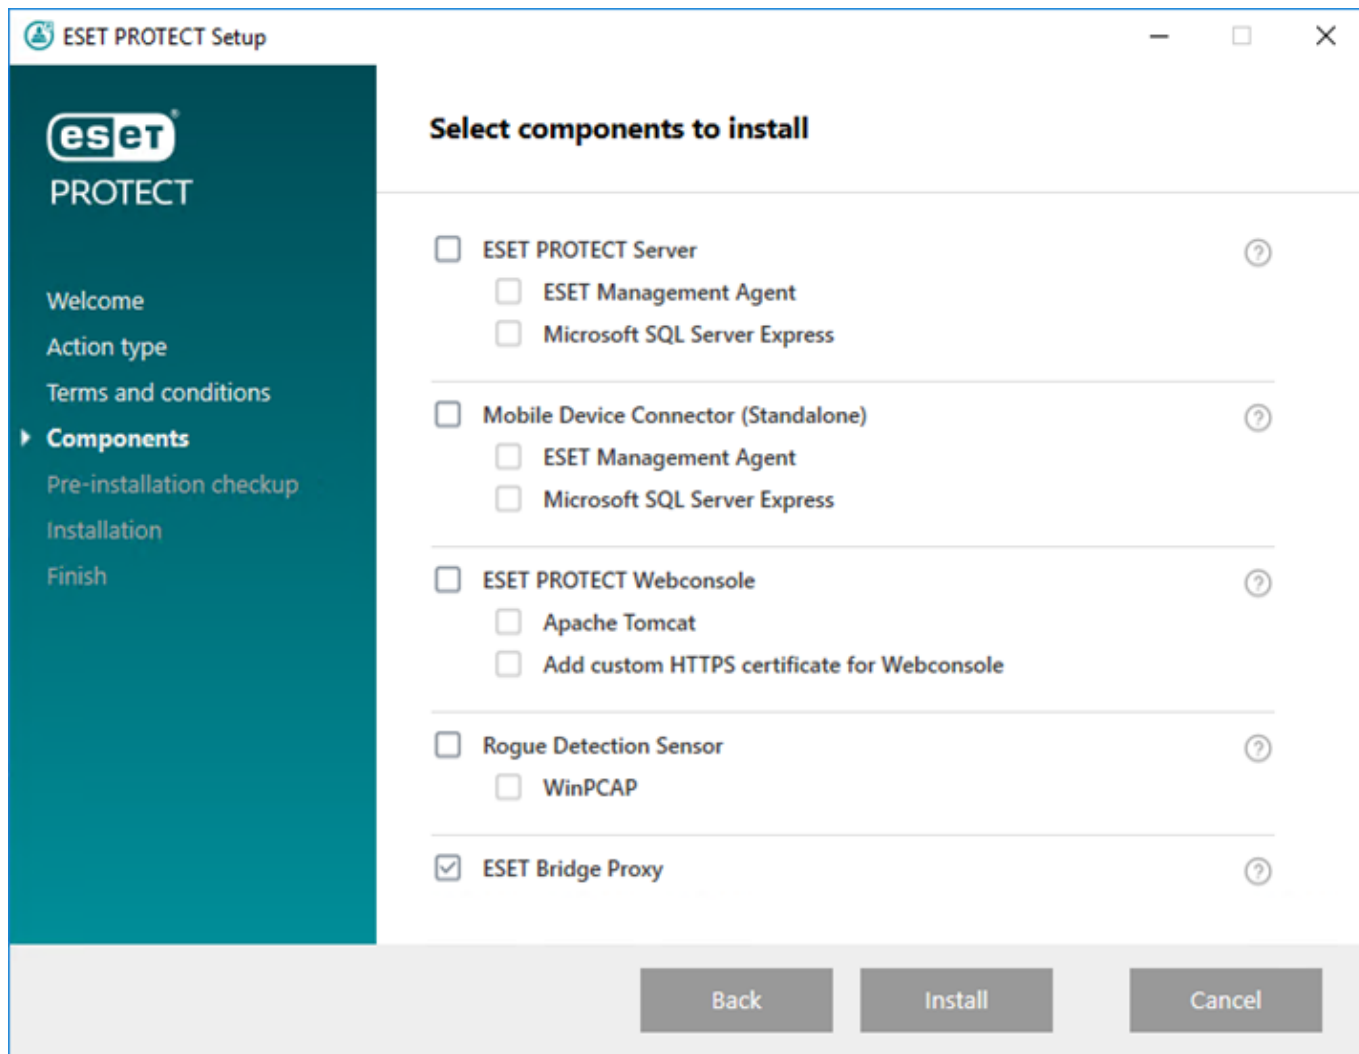 ESET PROTECT Setup
eset®
PROTECT
Welcome
Action type
Terms and conditions
Components
Pre-installation checkup
Installation
Finish
Select components to install
ESET PROTECT Server
ESET Management Agent
Microsoft SQL Server Express
Mobile Device Connector (Standalone)
ESET Management Agent
Microsoft SQL Server Express
ESET PROTECT Webconsole
Apache Tomcat
Add custom HTTPS certificate for Webconsole
Rogue Detection Sensor
WinPCAP
ESET Bridge Proxy
Back Install Cancel